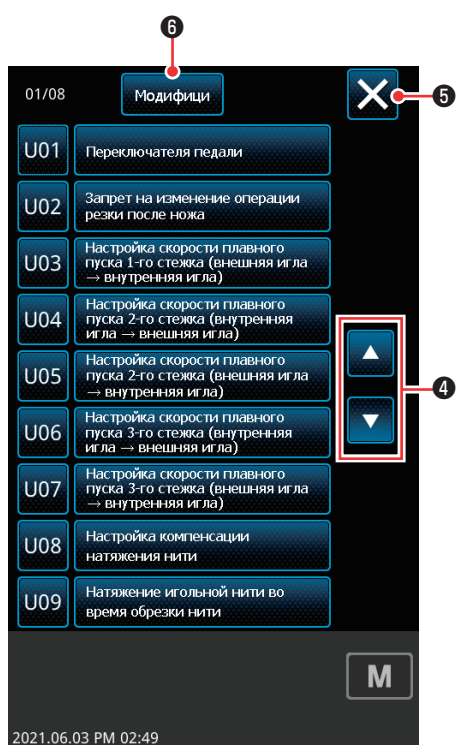 ❻
01/08
Модифици
❺
U01
Переключателя педали
U02
Запрет на изменение операции
резки после ножа
U03
Настройка скорости плавного
пуска 1-го стежка (внешняя игла
→ внутренняя игла)
U04
Настройка скорости плавного
пуска 2-го стежка (внутренняя
игла → внешняя игла)
U05
Настройка скорости плавного
пуска 2-го стежка (внешняя игла
→ внутренняя игла)
❹
U06
Настройка скорости плавного
пуска 3-го стежка (внутренняя
игла → внешняя игла)
U07
Настройка скорости плавного
пуска 3-го стежка (внешняя игла
→ внутренняя игла)
U08
Настройка компенсации
натяжения нити
U09
Натяжение игольной нити во
время обрезки нити
M
2021.06.03 PM 02:49